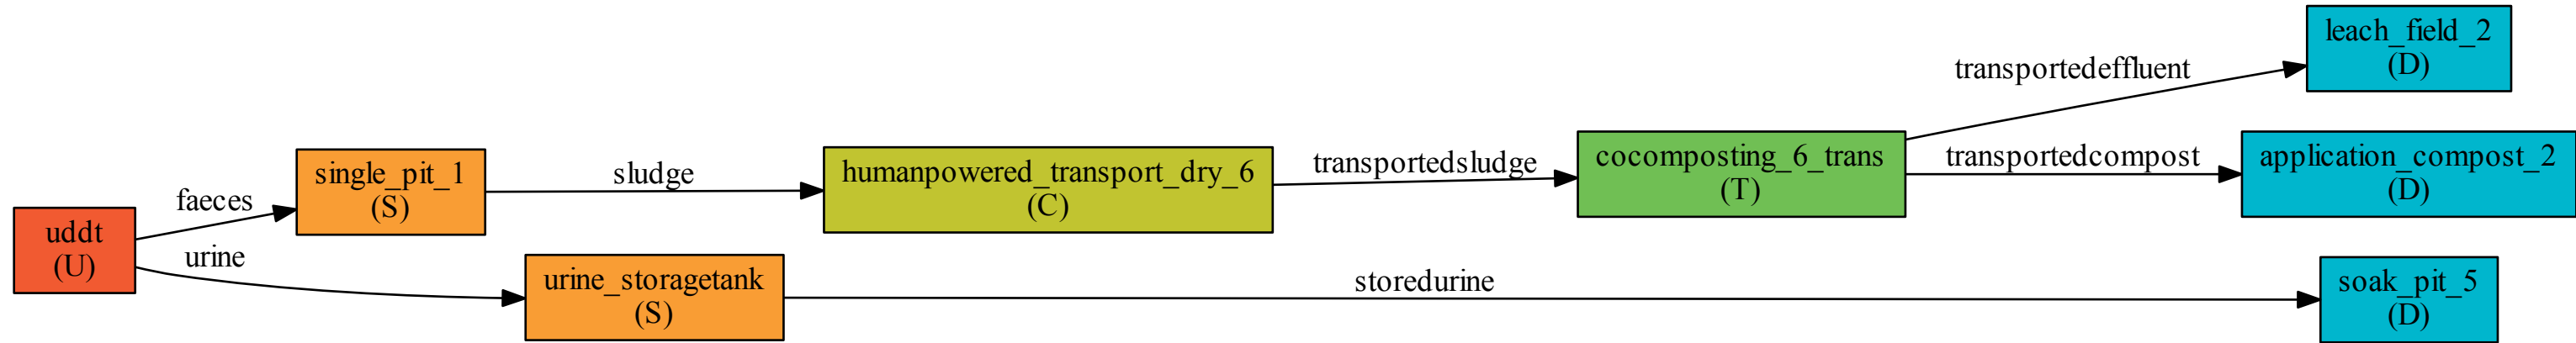 uddt
(U)
faeces
urine
single_pit_1
(S)
urine_storagetank
(S)
sludge
humanpowered_transport_dry_6
(C)
transportedsludge
storedurine
cocomposting_6_trans
(T)
transportedeffluent
transportedcompost
leach_field_2
(D)
application_compost_2
(D)
soak_pit_5
(D)